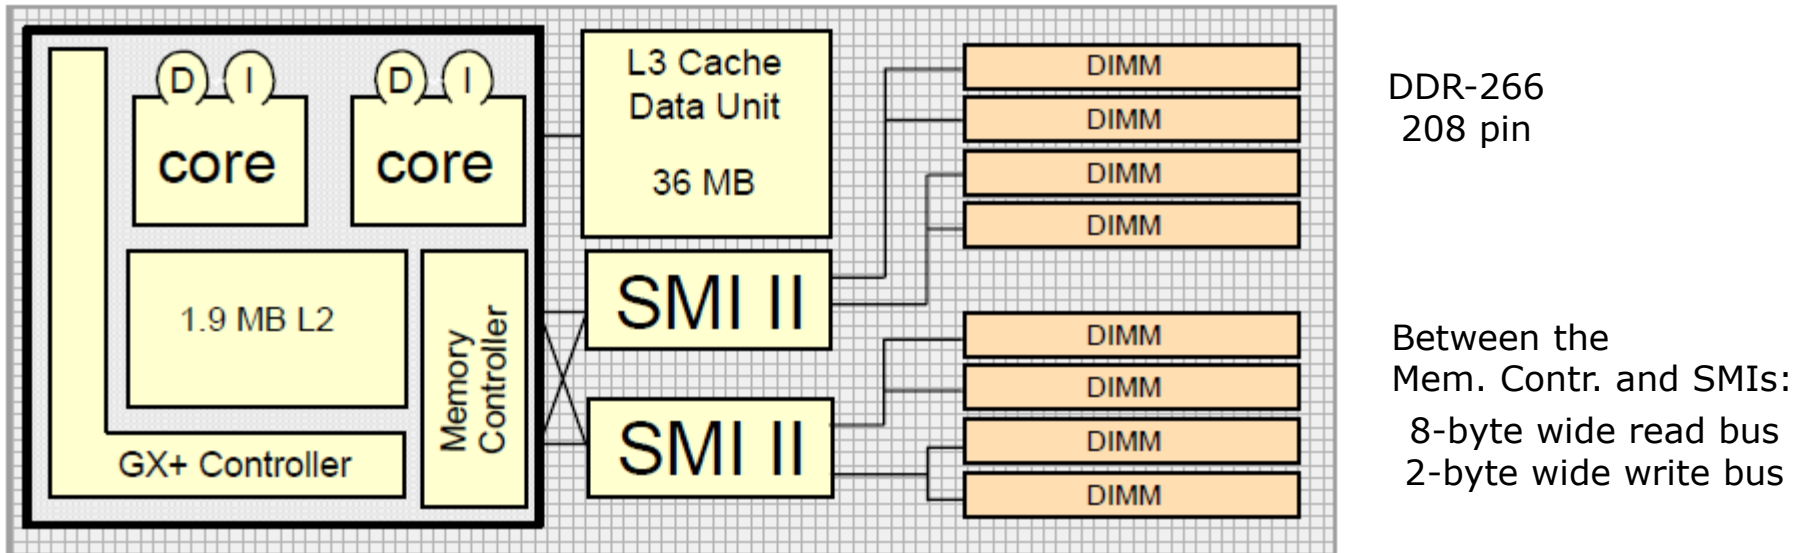 D I
core
D I
core
1.9 MB L2
Memory
Controller
GX+ Controller
L3 Cache
Data Unit
36 MB
SMI II
SMI II
DIMM
DIMM
DIMM
DIMM
DIMM
DIMM
DIMM
DIMM
DDR-266
208 pin
Between the
Mem. Contr. and SMIs:
8-byte wide read bus
2-byte wide write bus